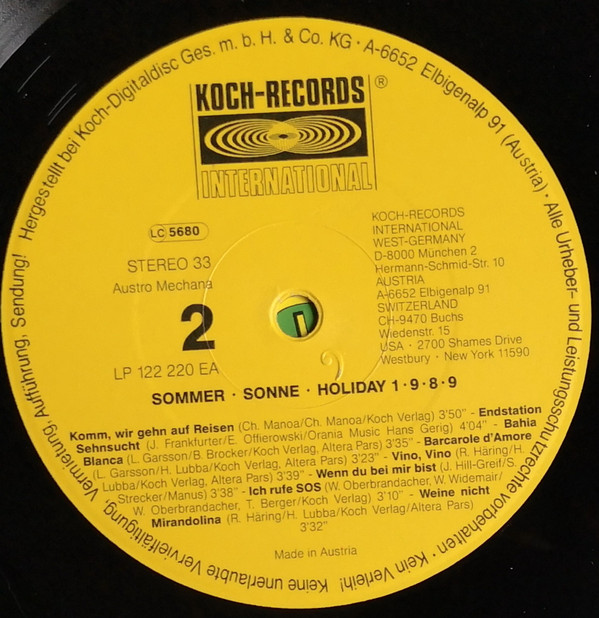 Hergestellt bei Koch-Digitaldisc Ges. m. b. H. & Co. KG · A-6652 Elbigenalp 91 (Austria) · Alle Urheber- und Leistungsschutzrechte vorbehalten · Kein Verleih! Keine unerlaubte Vervielfältigung, Vermietung, Aufführung, Sendung!
KOCH-RECORDS ®
INTERNATIONAL
LC 5680
STEREO 33
Austro Mechana
2
LP 122 220 EA
KOCH-RECORDS
INTERNATIONAL
WEST-GERMANY
D-8000 München 2
Hermann-Schmid-Str. 10
AUSTRIA
A-6652 Elbigenalp 91
SWITZERLAND
CH-9470 Buchs
Wiedenstr. 15
USA · 2700 Shames Drive
Westbury · New York 11590
SOMMER · SONNE · HOLIDAY 1·9·8·9
Komm, wir gehn auf Reisen (Ch. Manoa/Ch. Manoa/Koch Verlag) 3'50" - Endstation
Sehnsucht (J. Frankfurter/E. Offierowski/Orania Music Hans Gerig) 4'04" - Bahia
Blanca (L. Garsson/B. Brocker/Koch Verlag, Altera Pars) 3'35" - Barcarole d'Amore
(L. Garsson/H. Lubba/Koch Verlag, Altera Pars) 3'23" - Vino, Vino (R. Häring/H.
Lubba/Koch Verlag, Altera Pars) 3'39" - Wenn du bei mir bist (J. Hill-Greif/S.
Strecker/Manus) 3'38" - Ich rufe SOS (W. Oberbrandacher, W. Widemair/
W. Oberbrandacher, T. Berger/Koch Verlag) 3'10" - Weine nicht
Mirandolina (R. Häring/H. Lubba/Koch Verlag/Altera Pars)
3'32"
Made in Austria